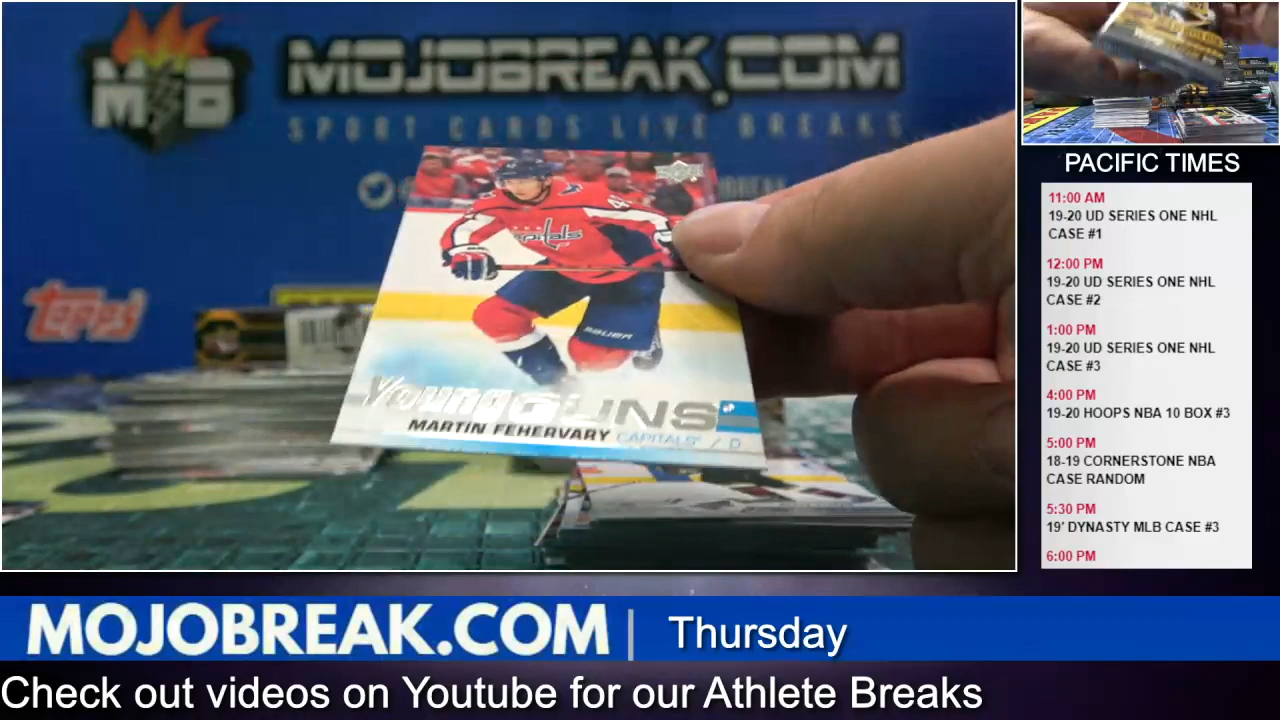 M B
MOJOBREAK.COM
SPORT CARDS LIVE BREAKS
Topps
Capitals
BAUER
Young GUNS
MARTIN FEHERVARY CAPITALS / D
PACIFIC TIMES
11:00 AM
19-20 UD SERIES ONE NHL
CASE #1
12:00 PM
19-20 UD SERIES ONE NHL
CASE #2
1:00 PM
19-20 UD SERIES ONE NHL
CASE #3
4:00 PM
19-20 HOOPS NBA 10 BOX #3
5:00 PM
18-19 CORNERSTONE NBA
CASE RANDOM
5:30 PM
19' DYNASTY MLB CASE #3
6:00 PM
MOJOBREAK.COM | Thursday
Check out videos on Youtube for our Athlete Breaks